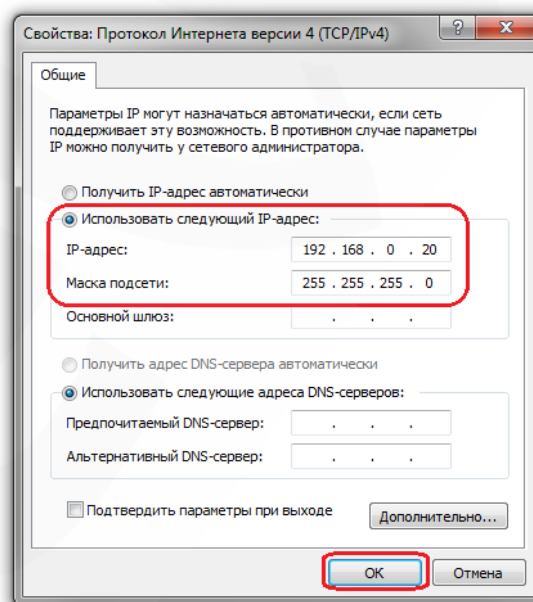 Свойства: Протокол Интернета версии 4 (TCP/IPv4)
Общие
Параметры IP могут назначаться автоматически, если сеть
поддерживает эту возможность. В противном случае параметры
IP можно получить у сетевого администратора.
Получить IP-адрес автоматически
Использовать следующий IP-адрес:
IP-адрес: 192 . 168 . 0 . 20
Маска подсети: 255 . 255 . 255 . 0
Основной шлюз: . . .
Получить адрес DNS-сервера автоматически
Использовать следующие адреса DNS-серверов:
Предпочитаемый DNS-сервер: . . .
Альтернативный DNS-сервер: . . .
Подтвердить параметры при выходе
Дополнительно...
OK Отмена